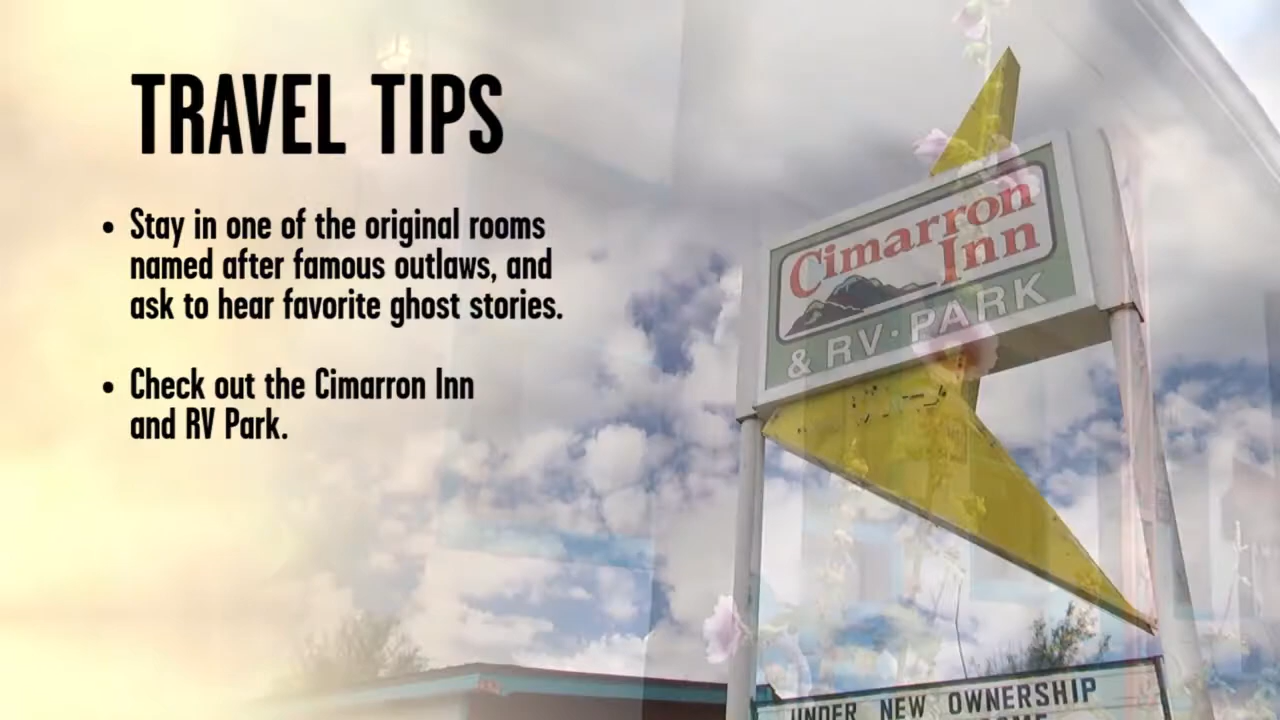 TRAVEL TIPS
• Stay in one of the original rooms
named after famous outlaws, and
ask to hear favorite ghost stories.
• Check out the Cimarron Inn
and RV Park.
Cimarron
Inn
& RV·PARK
UNDER NEW OWNERSHIP